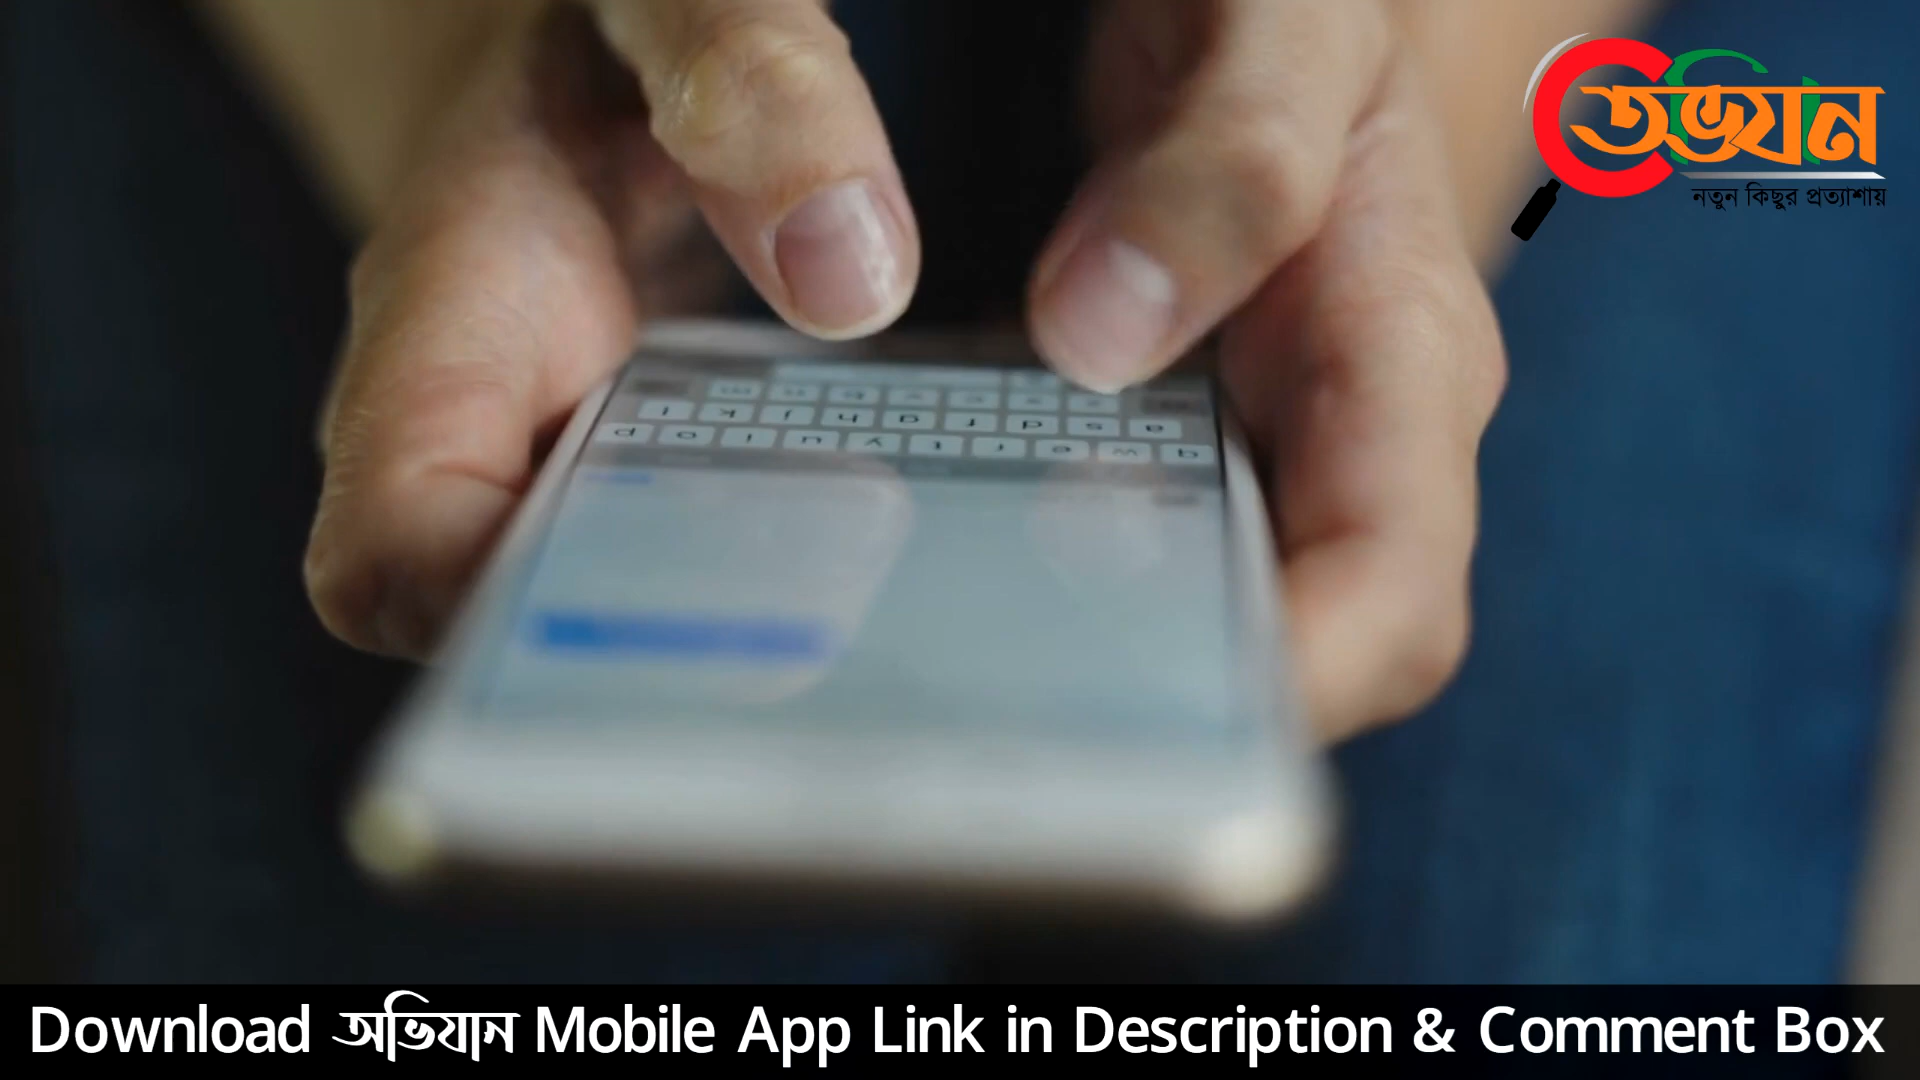 অভিযান
নতুন কিছুর প্রত্যাশায়
p o i u y t r e w q
l k j h g f d s a
Download অভিযান Mobile App Link in Description & Comment Box